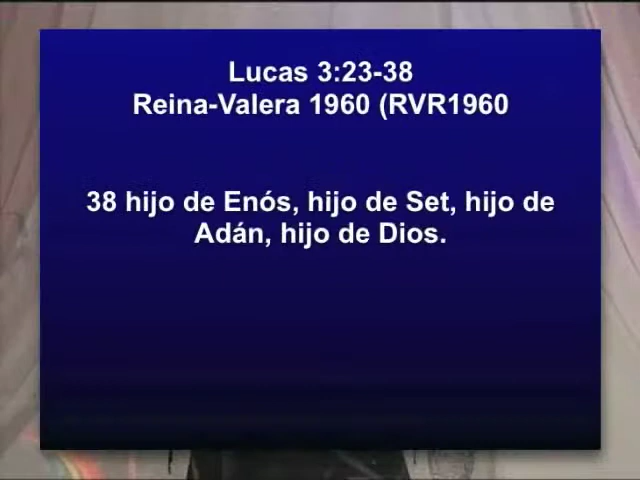 Lucas 3:23-38
Reina-Valera 1960 (RVR1960
38 hijo de Enós, hijo de Set, hijo de
Adán, hijo de Dios.